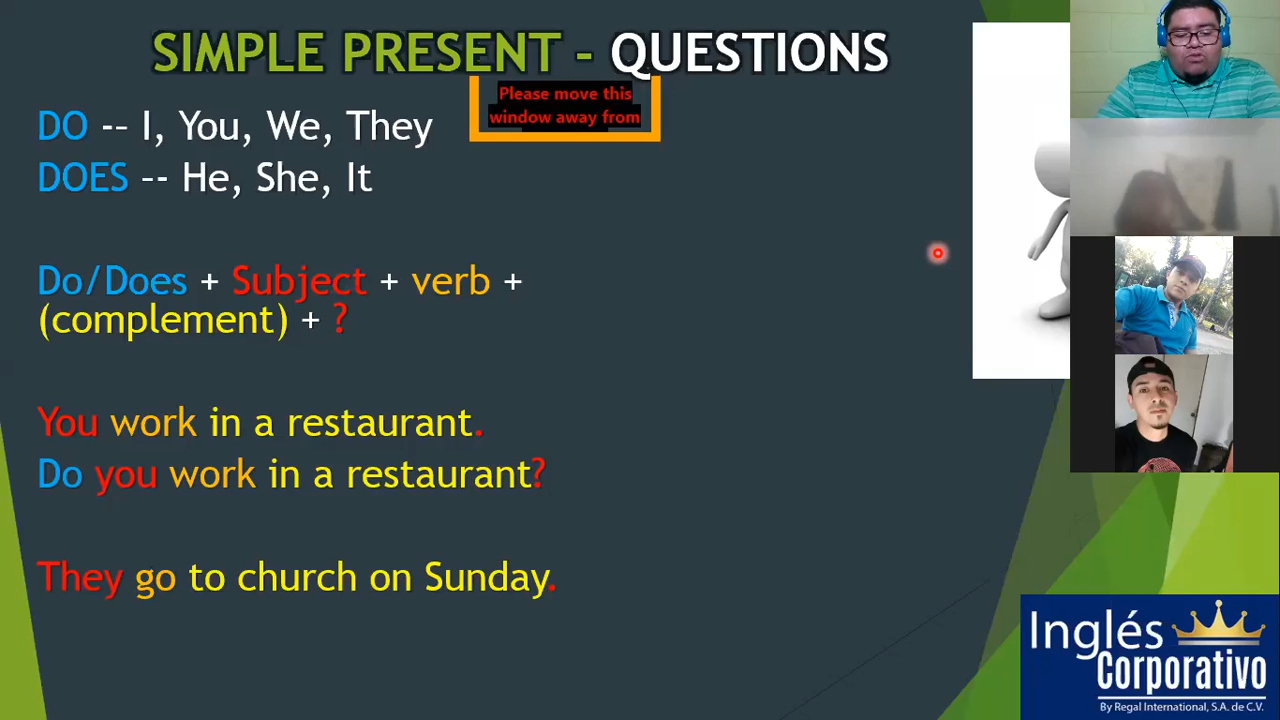 SIMPLE PRESENT - QUESTIONS
Please move this
window away from
DO -- I, You, We, They
DOES -- He, She, It
Do/Does + Subject + verb +
(complement) + ?
You work in a restaurant.
Do you work in a restaurant?
They go to church on Sunday.
Inglés
Corporativo
By Regal International, S.A. de C.V.